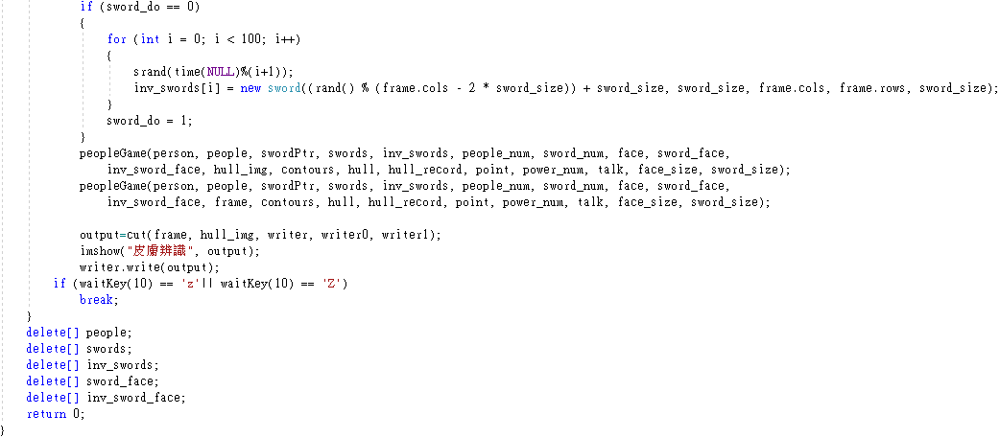 if (sword_do == 0)
{
for (int i = 0; i < 100; i++)
{
srand(time(NULL)%(i+1));
inv_swords[i] = new sword((rand() % (frame.cols - 2 * sword_size)) + sword_size, sword_size, frame.cols, frame.rows, sword_size);
}
sword_do = 1;
}
peopleGame(person, people, swordPtr, swords, inv_swords, people_num, sword_num, face, sword_face,
inv_sword_face, hull_img, contours, hull, hull_record, point, power_num, talk, face_size, sword_size);
peopleGame(person, people, swordPtr, swords, inv_swords, people_num, sword_num, face, sword_face,
inv_sword_face, frame, contours, hull, hull_record, point, power_num, talk, face_size, sword_size);
output=cut(frame, hull_img, writer, writer0, writer1);
imshow("皮膚辨識", output);
writer.write(output);
if (waitKey(10) == 'z'|| waitKey(10) == 'Z')
break;
}
delete[] people;
delete[] swords;
delete[] inv_swords;
delete[] sword_face;
delete[] inv_sword_face;
return 0;
}